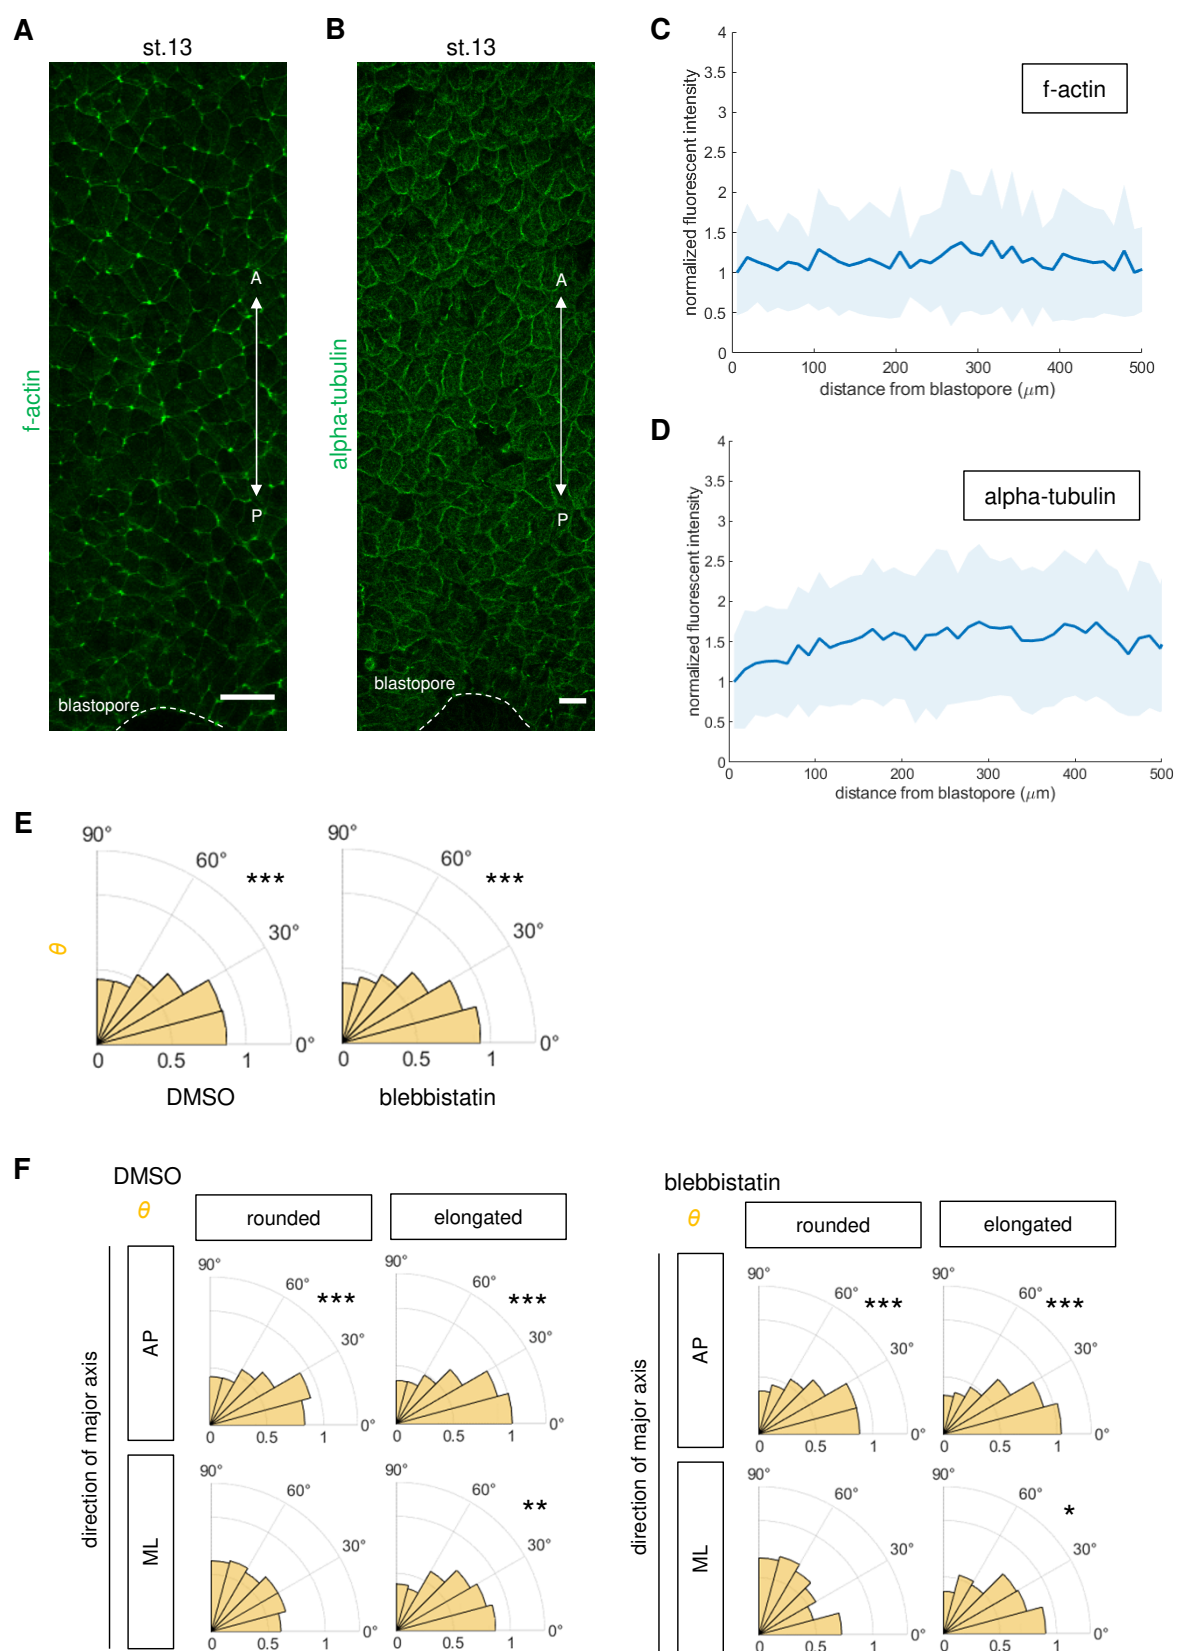 A
st.13
f-actin
A
P
blastopore
B
st.13
alpha-tubulin
A
P
blastopore
C
normalized fluorescent intensity
4
3.5
3
2.5
2
1.5
1
0.5
0
f-actin
0 100 200 300 400 500
distance from blastopore (μm)
D
normalized fluorescent intensity
4
3.5
3
2.5
2
1.5
1
0.5
0
alpha-tubulin
0 100 200 300 400 500
distance from blastopore (μm)
E
θ
90°
60°
***
30°
0°
0 0.5 1
DMSO
90°
60°
***
30°
0°
0 0.5 1
blebbistatin
F
DMSO
θ
rounded
elongated
direction of major axis
AP
90°
60°
***
30°
0°
0 0.5 1
90°
60°
***
30°
0°
0 0.5 1
ML
90°
60°
30°
0°
0 0.5 1
90°
60°
**
30°
0°
0 0.5 1
blebbistatin
θ
rounded
elongated
direction of major axis
AP
90°
60°
***
30°
0°
0 0.5 1
90°
60°
***
30°
0°
0 0.5 1
ML
90°
60°
30°
0°
0 0.5 1
90°
60°
*
30°
0°
0 0.5 1